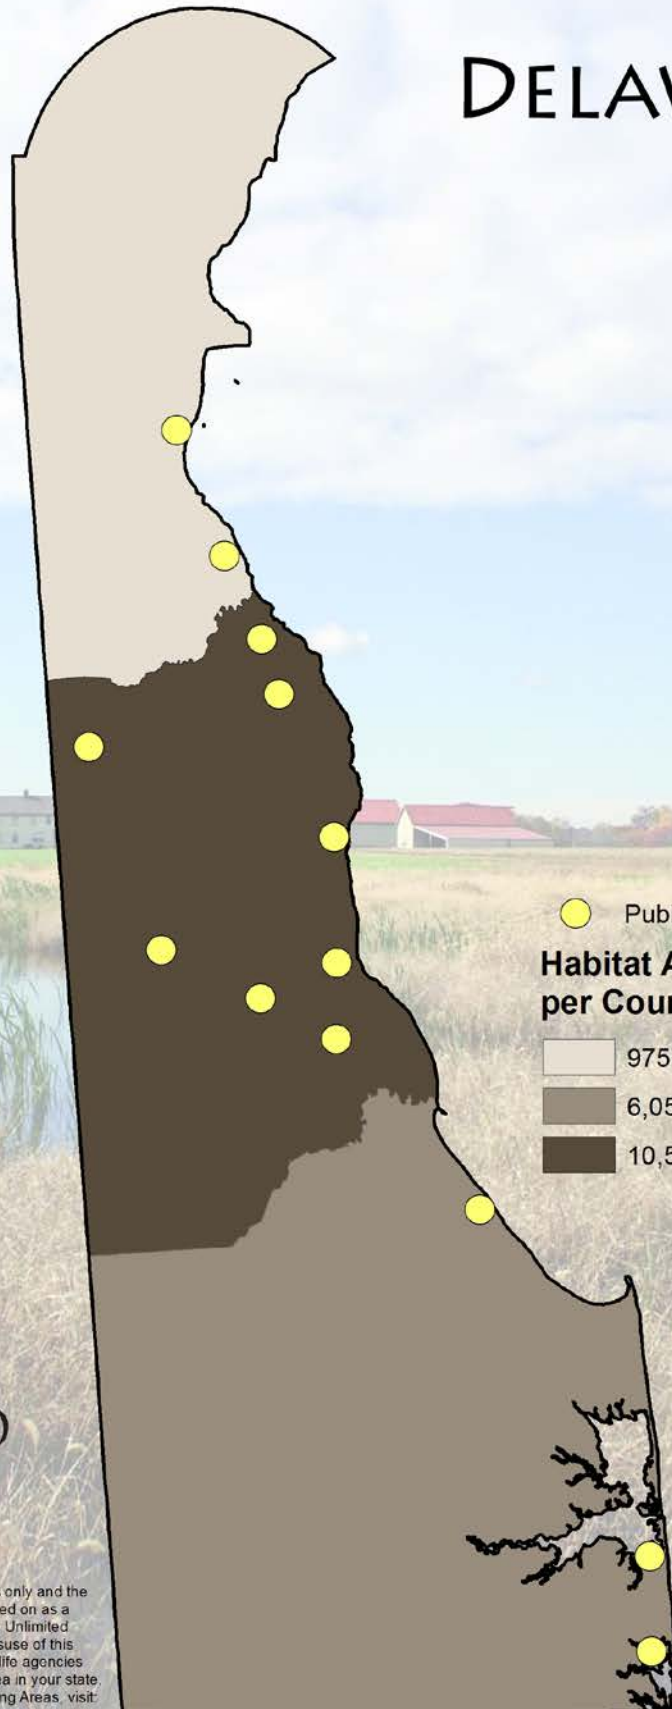 DELAW
Pub
Habitat A
per Cour
975
6,05
10,5
s only and the
ed on as a
Unlimited
suse of this
life agencies
ea in your state.
ng Areas, visit: